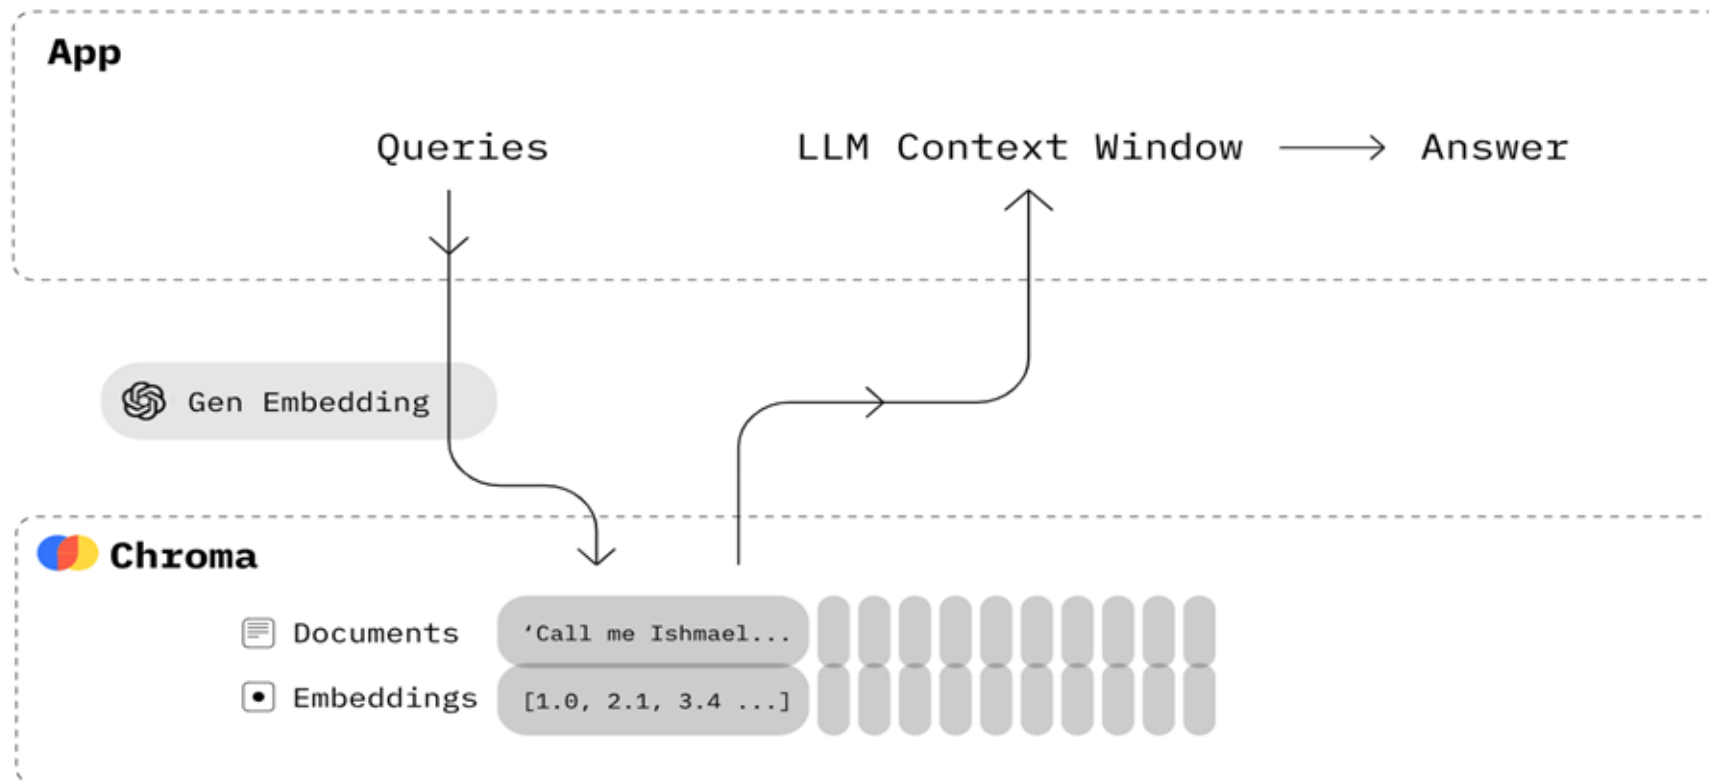 App
Queries
LLM Context Window
Answer
Gen Embedding
Chroma
Documents
‘Call me Ishmael...
Embeddings
[1.0, 2.1, 3.4 ...]